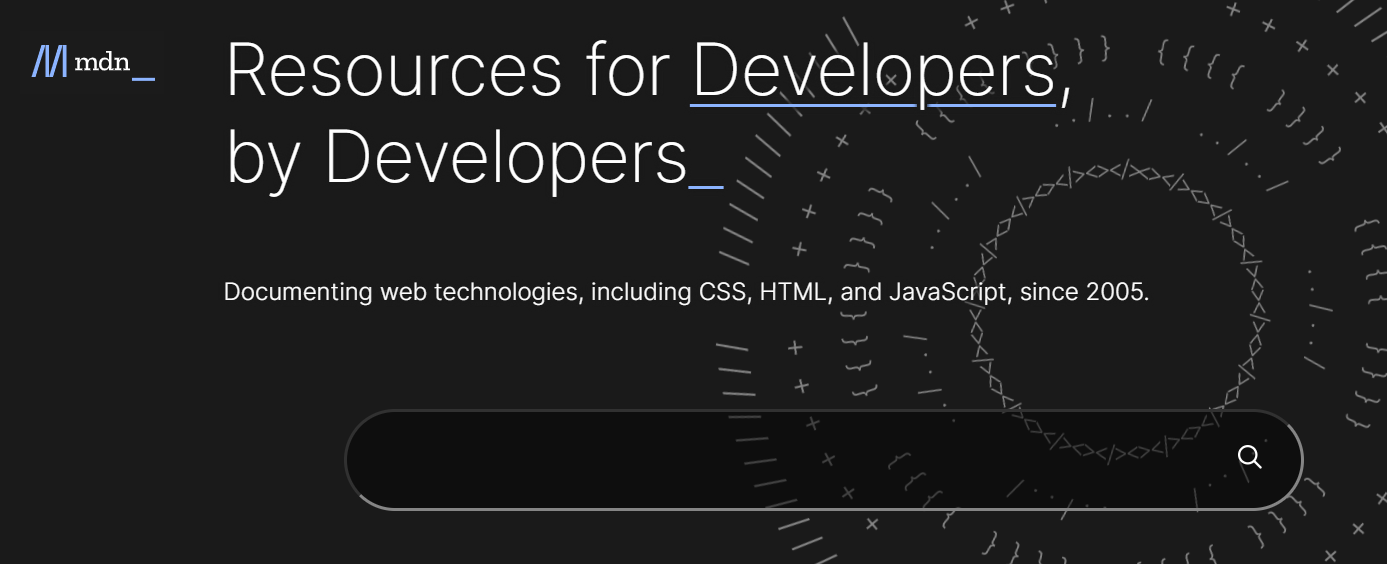 mdn_
Resources for Developers,
by Developers_
Documenting web technologies, including CSS, HTML, and JavaScript, since 2005.